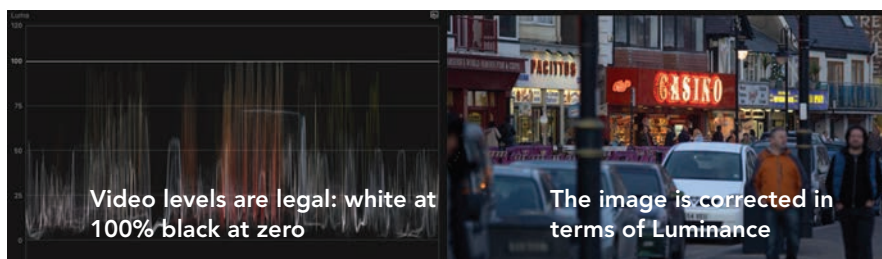 Luma
120
100
75
50
25
0
Video levels are legal: white at
100% black at zero
PACITTOS
CASINO
The image is corrected in
terms of Luminance